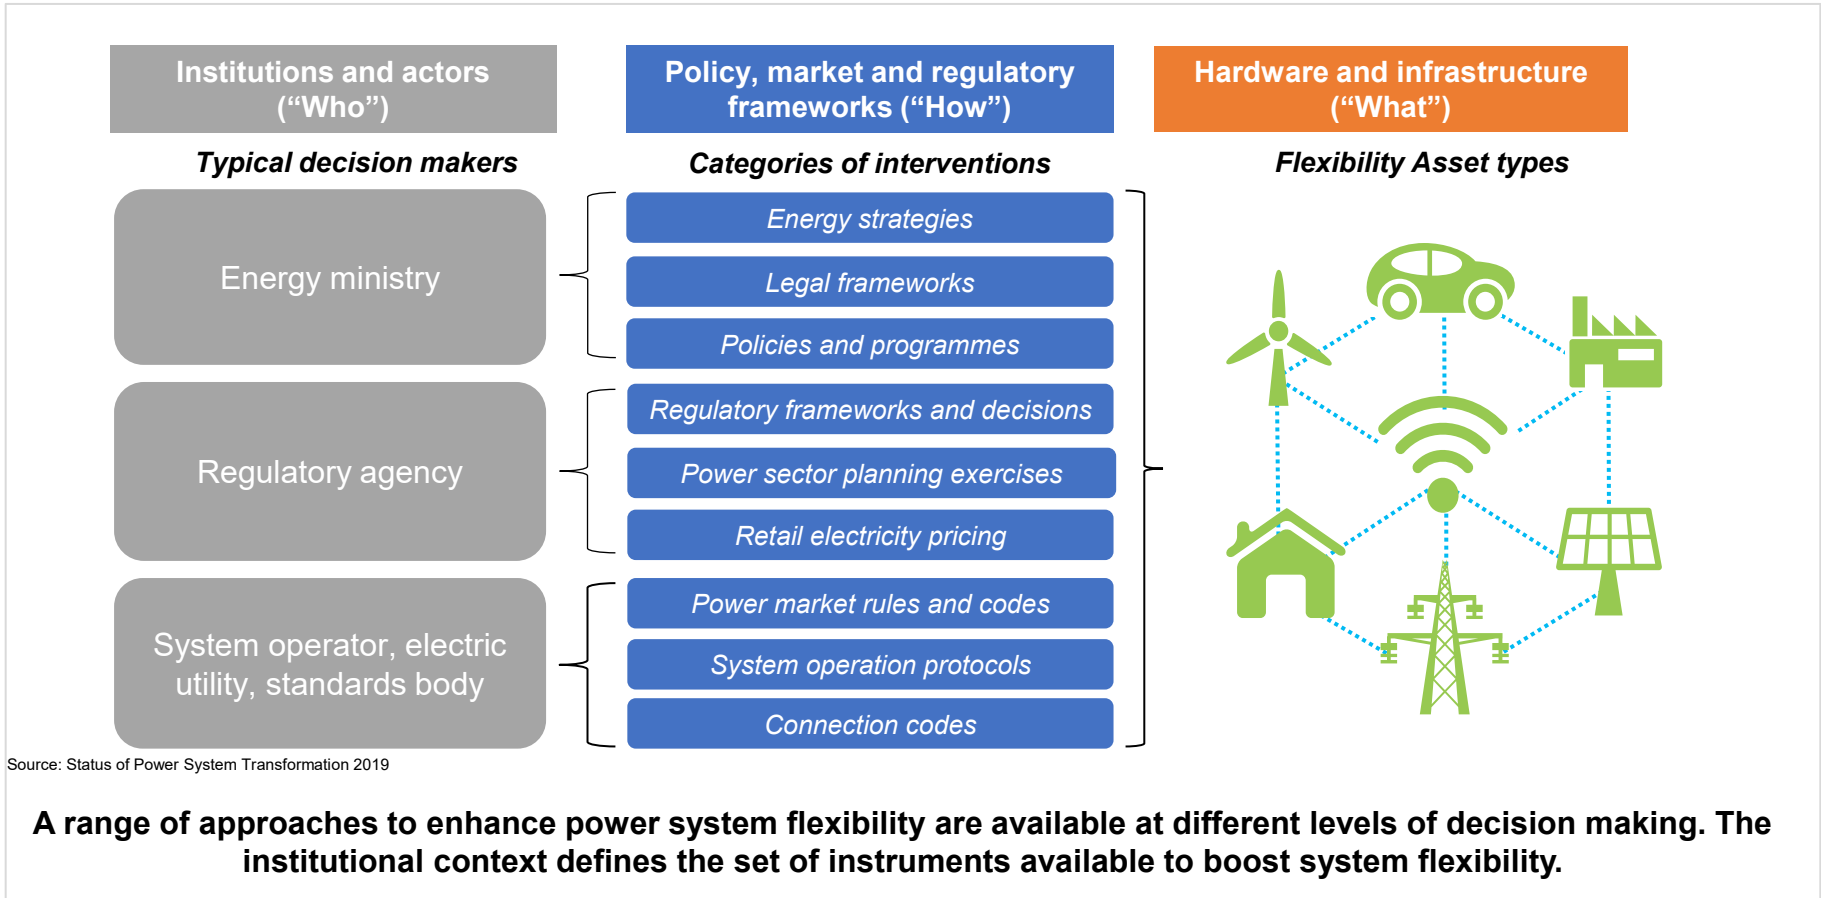 Institutions and actors
(“Who”)
Policy, market and regulatory
frameworks (“How”)
Hardware and infrastructure
(“What”)
Typical decision makers
Categories of interventions
Flexibility Asset types
Energy ministry
Energy strategies
Legal frameworks
Policies and programmes
Regulatory agency
Regulatory frameworks and decisions
Power sector planning exercises
Retail electricity pricing
System operator, electric
utility, standards body
Power market rules and codes
System operation protocols
Connection codes
Source: Status of Power System Transformation 2019
A range of approaches to enhance power system flexibility are available at different levels of decision making. The
institutional context defines the set of instruments available to boost system flexibility.